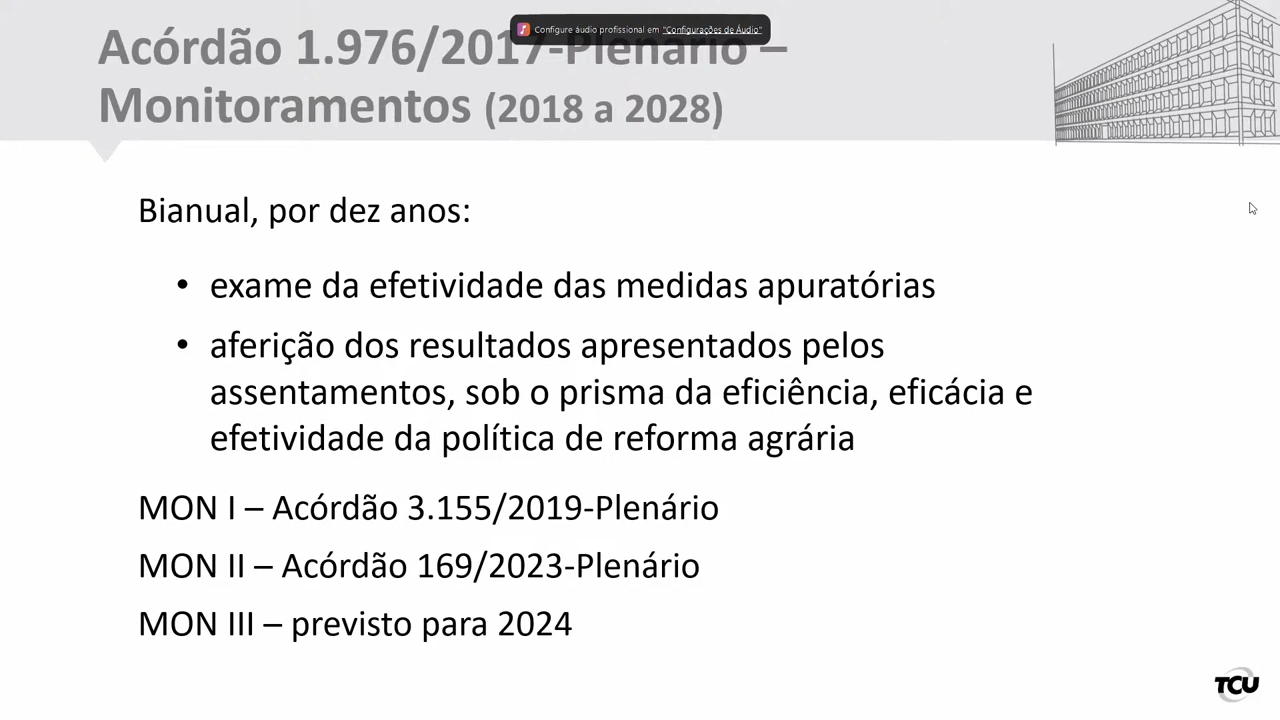 Configure áudio profissional em "Configurações de Áudio"
Acórdão 1.976/2017-Plenário –
Monitoramentos (2018 a 2028)
Bianual, por dez anos:
• exame da efetividade das medidas apuratórias
• aferição dos resultados apresentados pelos
assentamentos, sob o prisma da eficiência, eficácia e
efetividade da política de reforma agrária
MON I – Acórdão 3.155/2019-Plenário
MON II – Acórdão 169/2023-Plenário
MON III – previsto para 2024
TCU